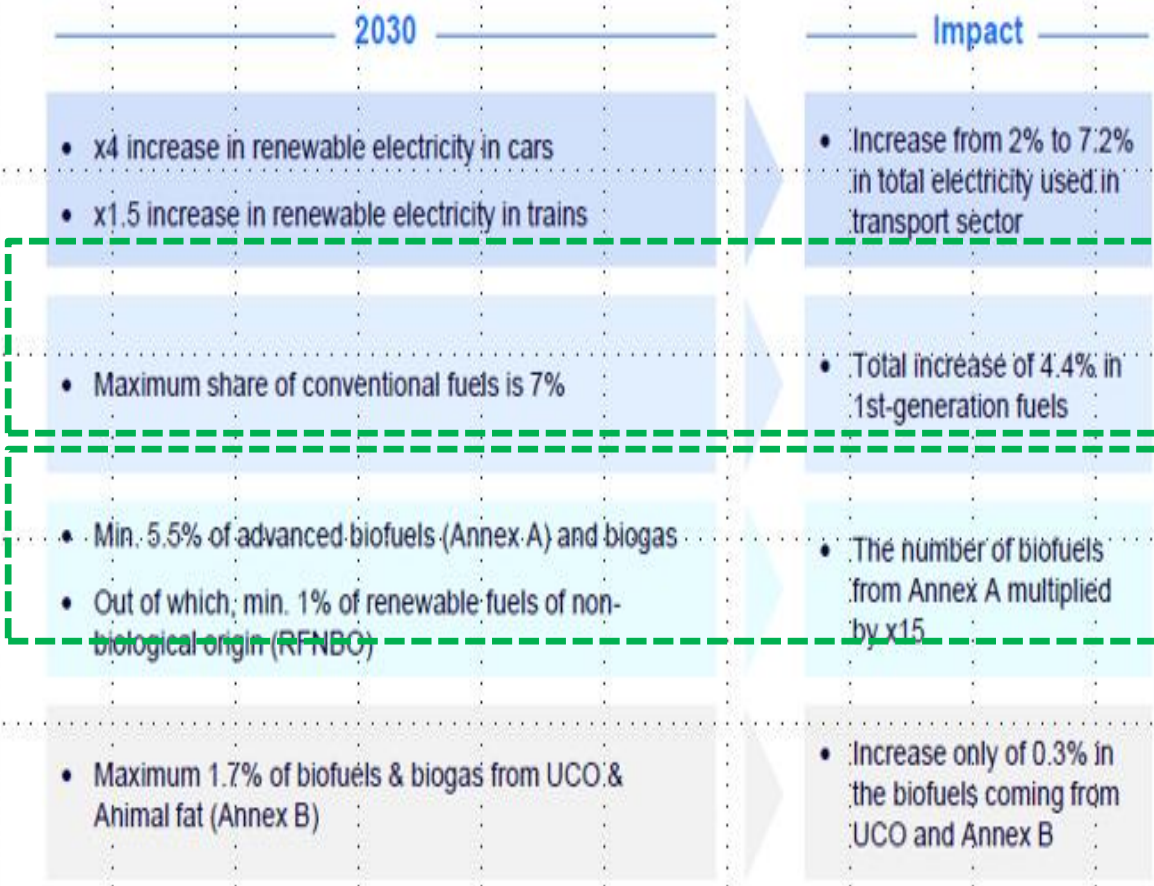 2030
Impact
• x4 increase in renewable electricity in cars
• x1.5 increase in renewable electricity in trains
• Increase from 2% to 7.2%
in total electricity used in
transport sector
• Maximum share of conventional fuels is 7%
• Total increase of 4.4% in
1st-generation fuels
• Min. 5.5% of advanced biofuels (Annex A) and biogas
• Out of which, min. 1% of renewable fuels of non-
biological origin (RFNBO)
• The number of biofuels
from Annex A multiplied
by x15
• Maximum 1.7% of biofuels & biogas from UCO &
Animal fat (Annex B)
• Increase only of 0.3% in
the biofuels coming from
UCO and Annex B